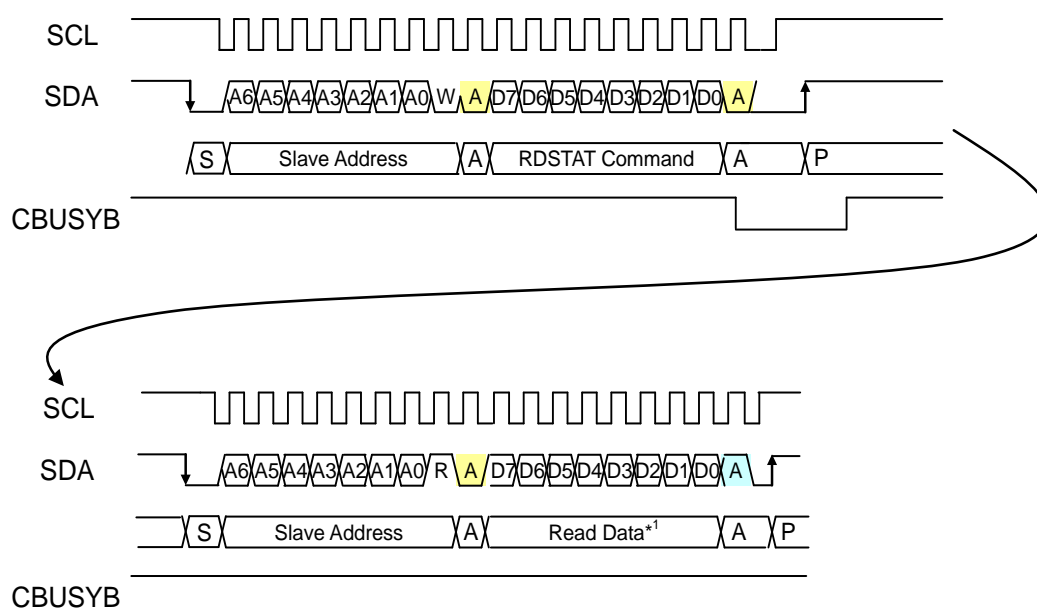 SCL
SDA A6 A5 A4 A3 A2 A1 A0 W A D7 D6 D5 D4 D3 D2 D1 D0 A
S Slave Address A RDSTAT Command A P
CBUSYB
SCL
SDA A6 A5 A4 A3 A2 A1 A0 R A D7 D6 D5 D4 D3 D2 D1 D0 A
S Slave Address A Read Data*1 A P
CBUSYB